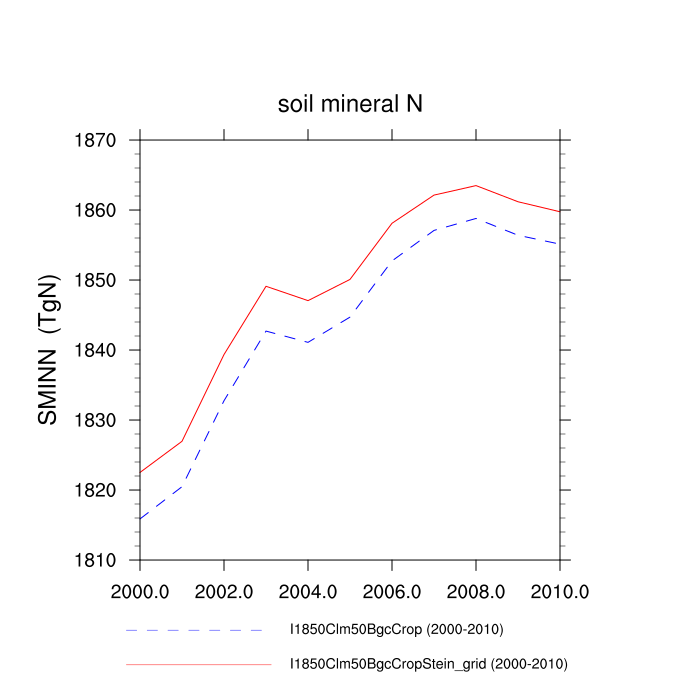 soil mineral N
1870
1860
1850
1840
1830
1820
1810
SMINN (TgN)
2000.0 2002.0 2004.0 2006.0 2008.0 2010.0
I1850Clm50BgcCrop (2000-2010)
I1850Clm50BgcCropStein_grid (2000-2010)